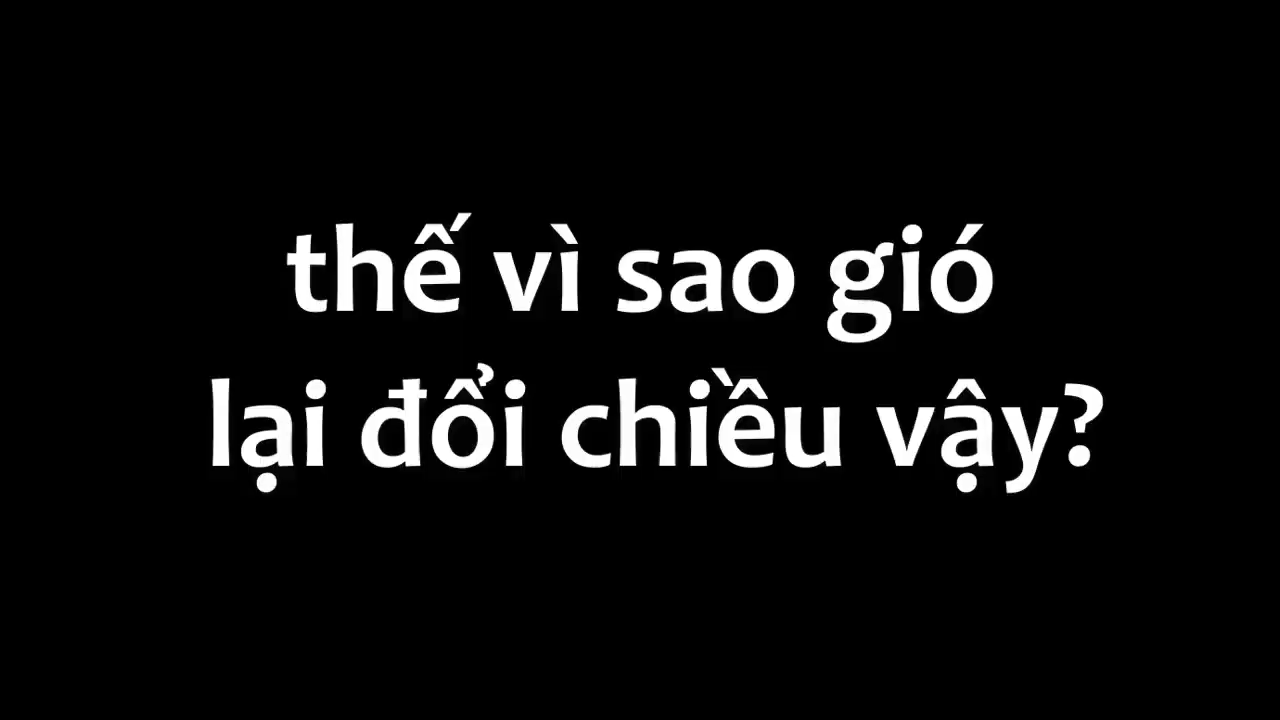 thế vì sao gió
lại đổi chiều vậy?